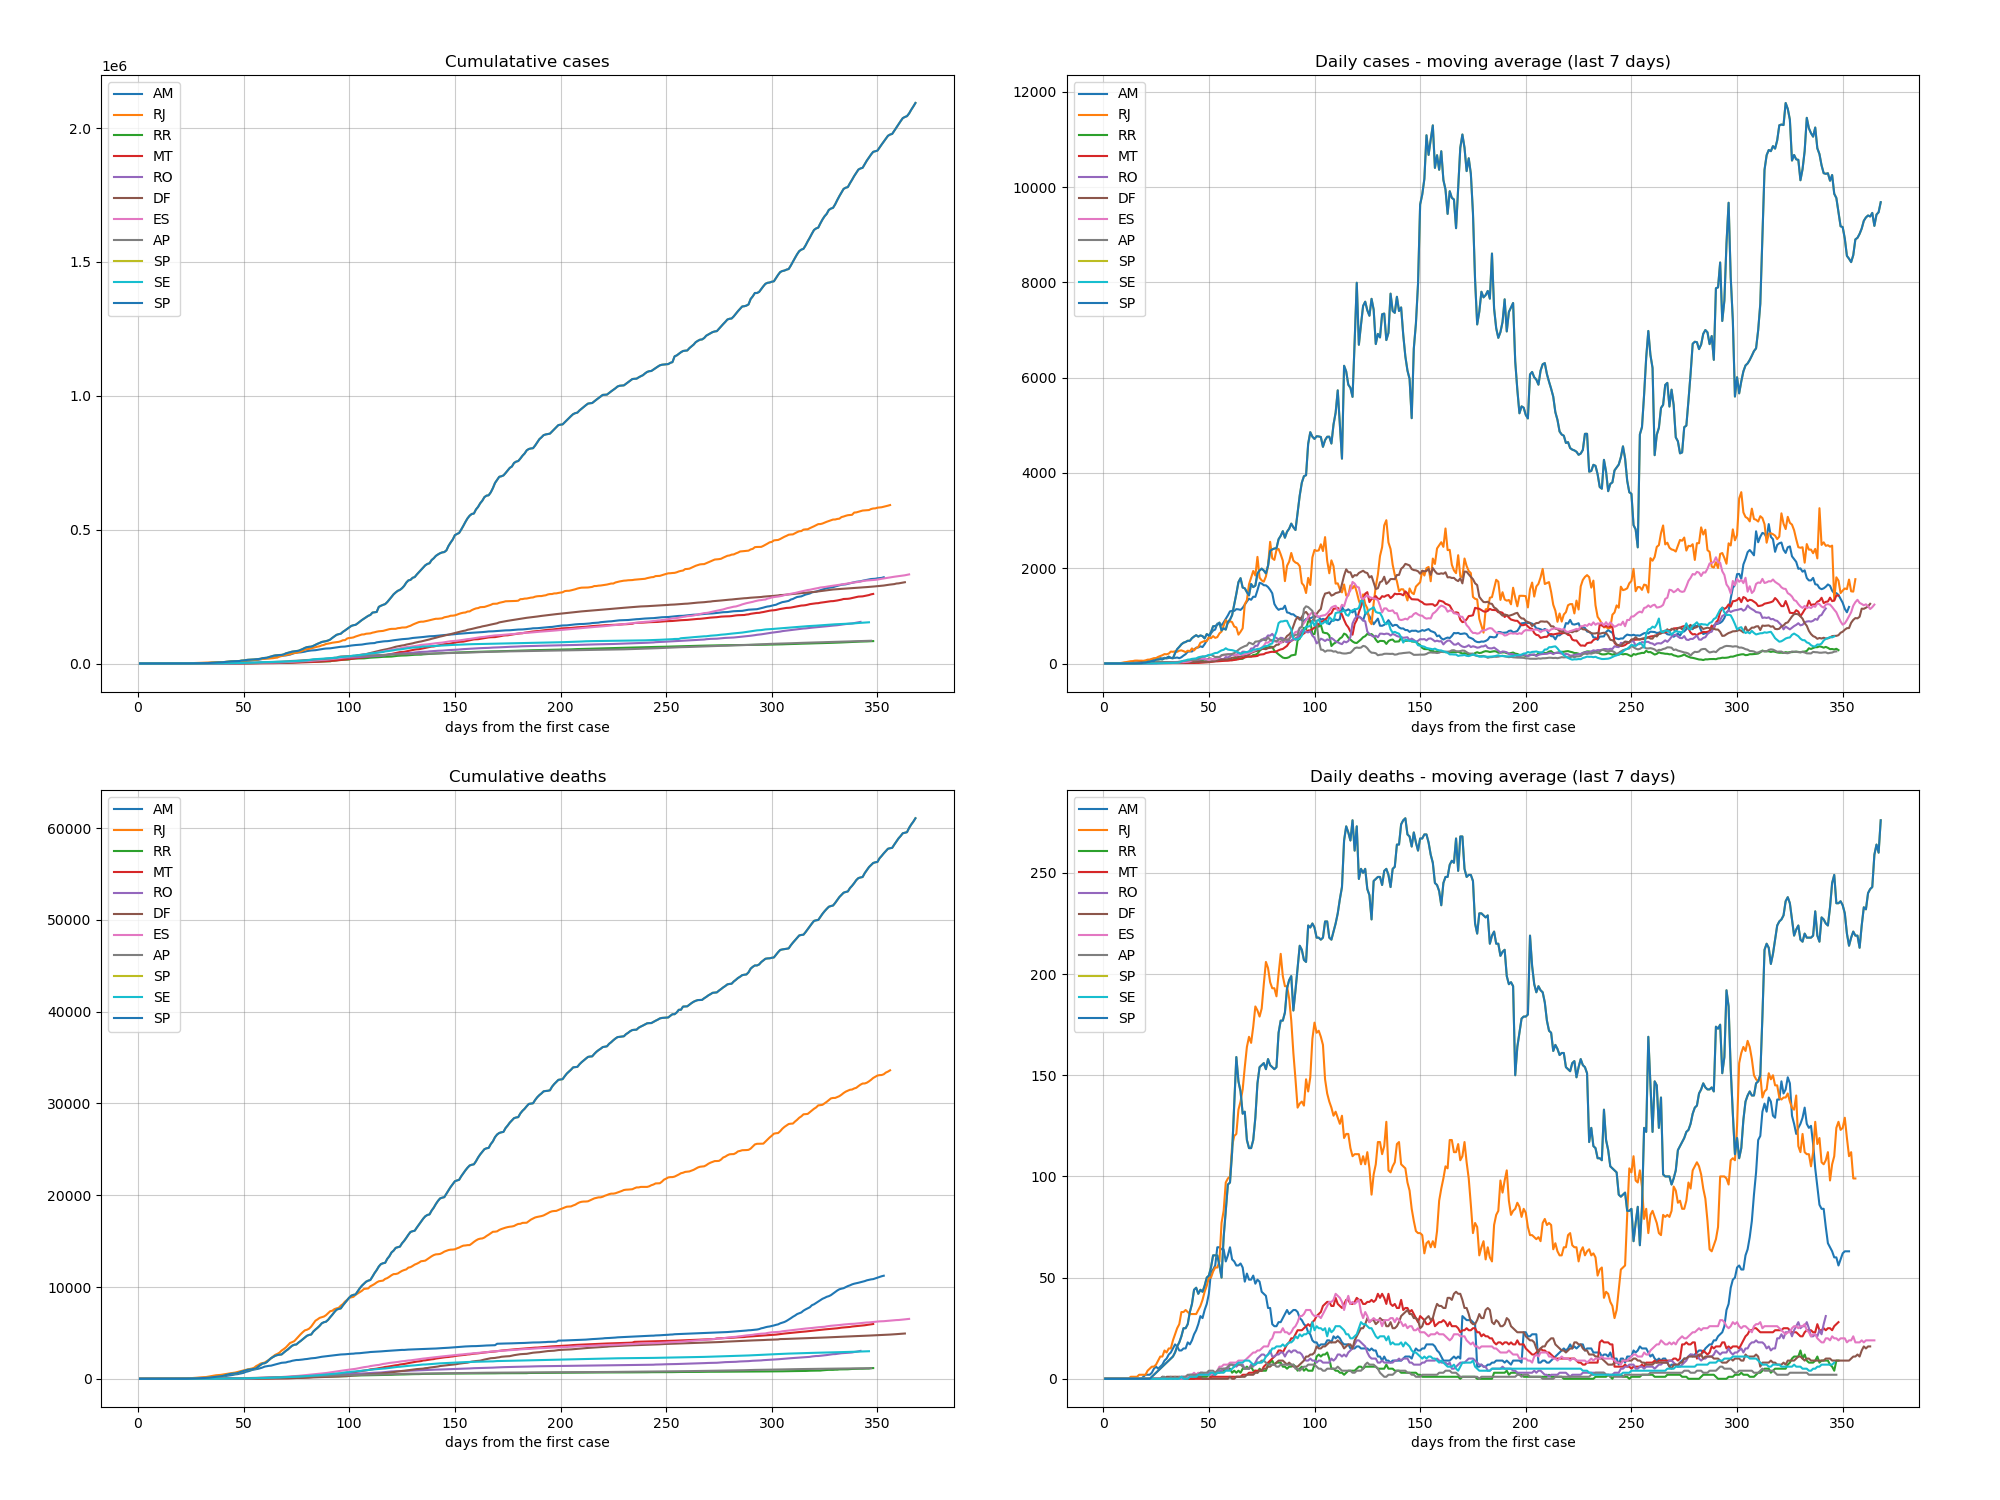 Cumulatative cases
1e6
AM
RJ
RR
MT
RO
DF
ES
AP
SP
SE
SP
2.0
1.5
1.0
0.5
0.0
0 50 100 150 200 250 300 350
days from the first case
Daily cases - moving average (last 7 days)
AM
RJ
RR
MT
RO
DF
ES
AP
SP
SE
SP
12000
10000
8000
6000
4000
2000
0
0 50 100 150 200 250 300 350
days from the first case
Cumulative deaths
AM
RJ
RR
MT
RO
DF
ES
AP
SP
SE
SP
60000
50000
40000
30000
20000
10000
0
0 50 100 150 200 250 300 350
days from the first case
Daily deaths - moving average (last 7 days)
AM
RJ
RR
MT
RO
DF
ES
AP
SP
SE
SP
250
200
150
100
50
0
0 50 100 150 200 250 300 350
days from the first case